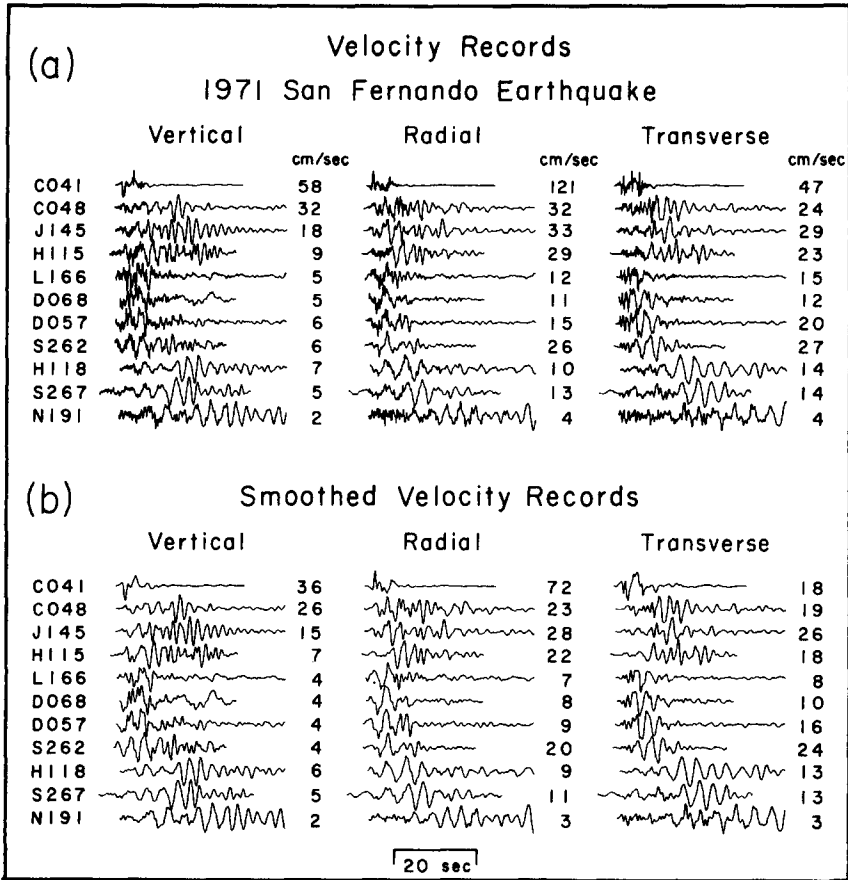 (a)
Velocity Records
1971 San Fernando Earthquake
Vertical Radial Transverse
cm/sec cm/sec cm/sec
C041 58 121 47
C048 32 32 24
J145 18 33 29
H115 9 29 23
L166 5 12 15
D068 5 11 12
D057 6 15 20
S262 6 26 27
H118 7 10 14
S267 5 13 14
N191 2 4 4
(b)
Smoothed Velocity Records
Vertical Radial Transverse
C041 36 72 18
C048 26 23 19
J145 15 28 26
H115 7 22 18
L166 4 7 8
D068 4 8 10
D057 4 9 16
S262 4 20 24
H118 6 9 13
S267 5 11 13
N191 2 3 3
20 sec